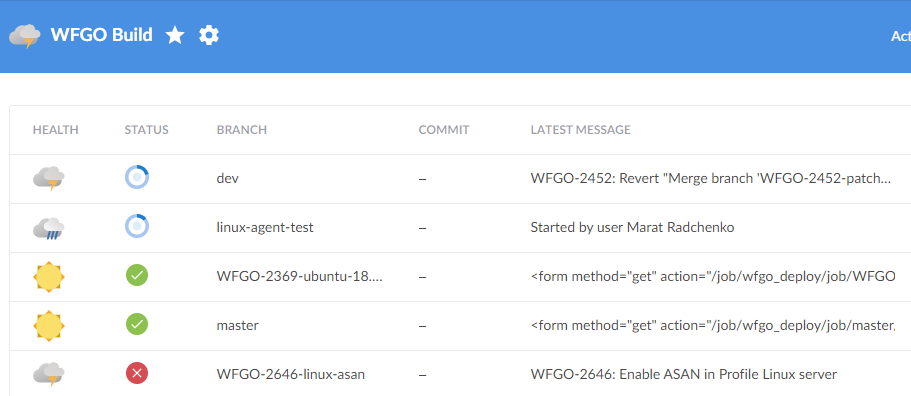 WFGO Build Act
HEALTH STATUS BRANCH COMMIT LATEST MESSAGE
dev – WFGO-2452: Revert "Merge branch 'WFGO-2452-patch...
linux-agent-test – Started by user Marat Radchenko
WFGO-2369-ubuntu-18.... – <form method="get" action="/job/wfgo_deploy/job/WFGO
master – <form method="get" action="/job/wfgo_deploy/job/master,
WFGO-2646-linux-asan – WFGO-2646: Enable ASAN in Profile Linux server